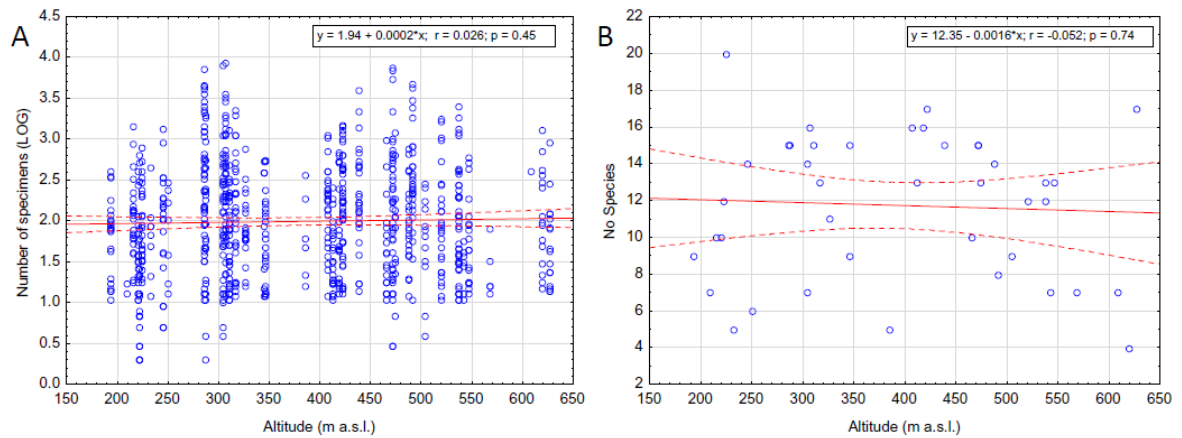 A
y = 1.94 + 0.0002*x;  r = 0.026; p = 0.45
Number of specimens (LOG)
4.5
4.0
3.5
3.0
2.5
2.0
1.5
1.0
0.5
0.0
150 200 250 300 350 400 450 500 550 600 650
Altitude (m a.s.l.)
B
y = 12.35 - 0.0016*x; r = -0.052; p = 0.74
No Species
22
20
18
16
14
12
10
8
6
4
2
150 200 250 300 350 400 450 500 550 600 650
Altitude (m a.s.l.)